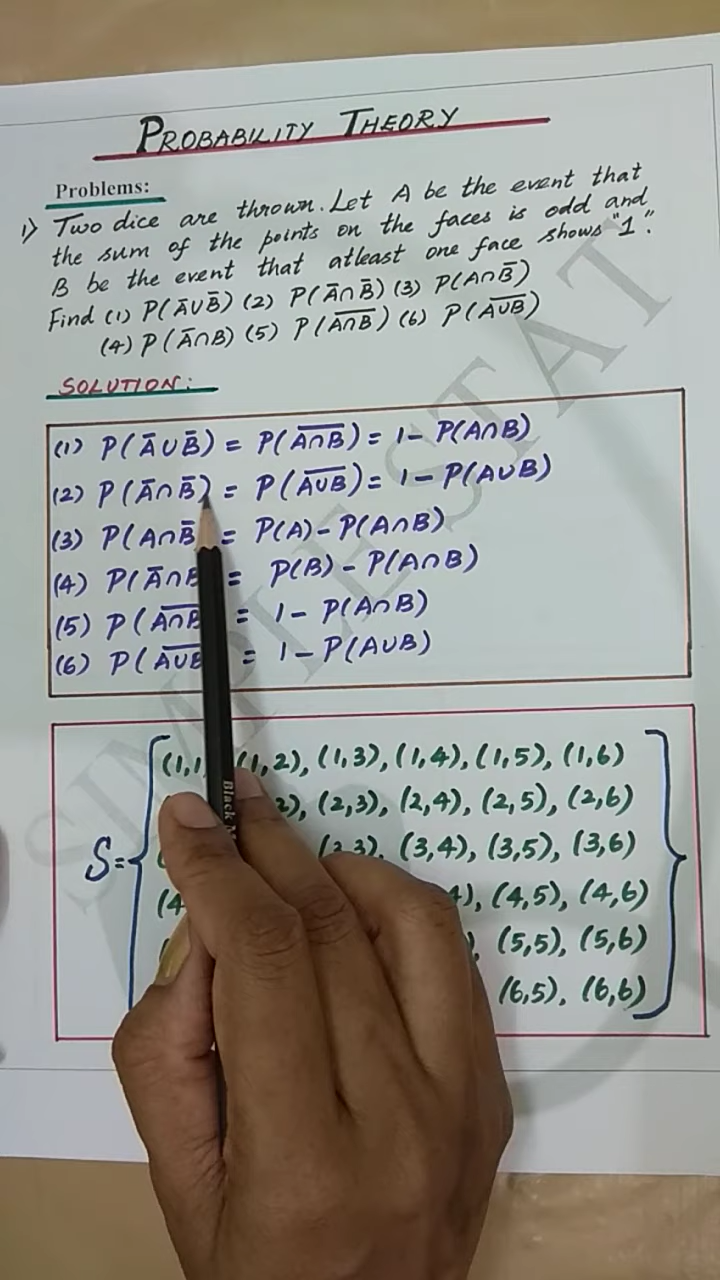 PROBABILITY THEORY
Problems:
1) Two dice are thrown. Let A be the event that
the sum of the points on the faces is odd and
B be the event that atleast one face shows "1".
Find (1) P(A̅∪B̅) (2) P(A̅∩B̅) (3) P(A∩B̅)
(4) P(A̅∩B) (5) P(A̅∩̅B̅) (6) P(A̅∪̅B̅)
SOLUTION:
(1) P(A̅∪B̅) = P(A̅∩̅B̅) = 1 - P(A∩B)
(2) P(A̅∩B̅) = P(A̅∪̅B̅) = 1 - P(A∪B)
(3) P(A∩B̅ = P(A) - P(A∩B)
(4) P(A̅∩B = P(B) - P(A∩B)
(5) P(A̅∩̅B̅ = 1 - P(A∩B)
(6) P(A̅∪̅B̅ = 1 - P(A∪B)
(1,1 (1,2), (1,3), (1,4), (1,5), (1,6)
(2,3), (2,4), (2,5), (2,6)
S= 3), (3,4), (3,5), (3,6)
(4 ), (4,5), (4,6)
(5,5), (5,6)
(6,5), (6,6)
SIMPLE STAT